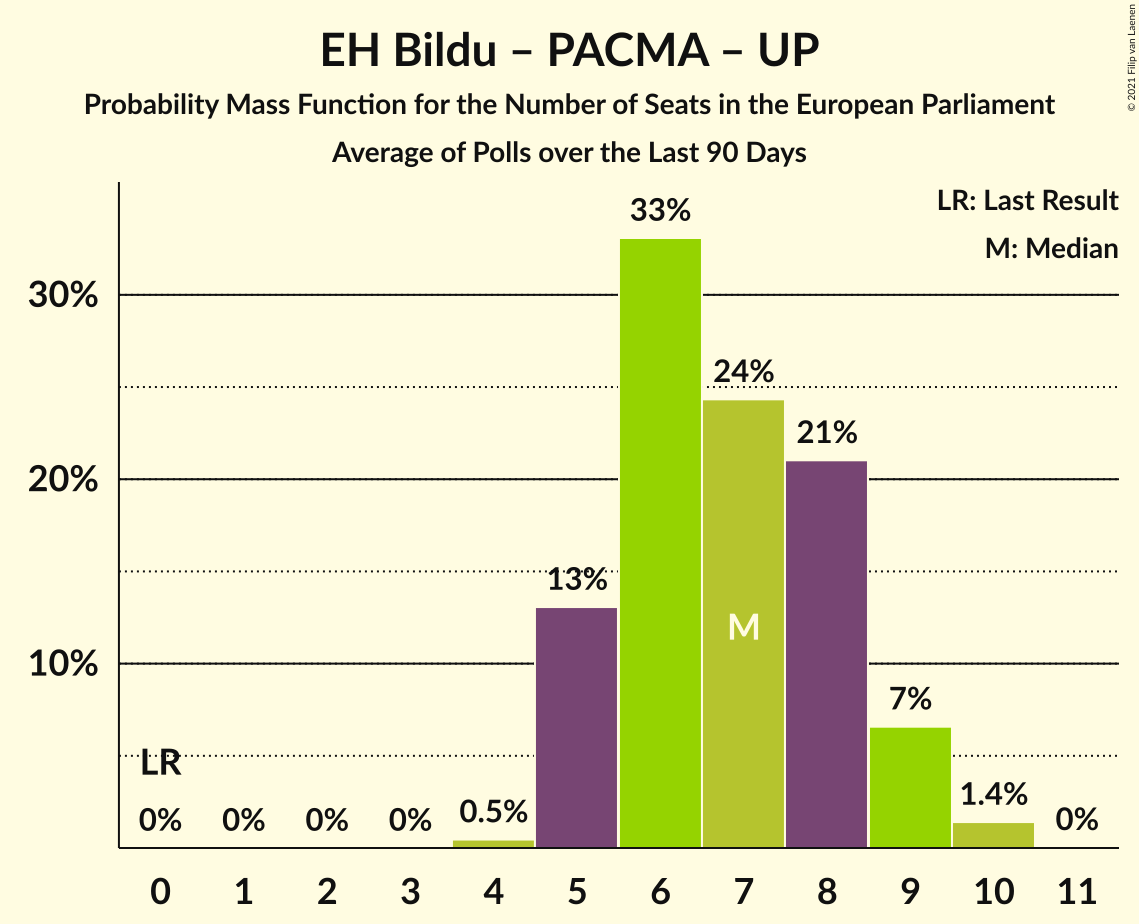 EH Bildu – PACMA – UP
Probability Mass Function for the Number of Seats in the European Parliament
Average of Polls over the Last 90 Days
© 2021 Filip van Laenen
LR: Last Result
M: Median
30%
20%
10%
LR
0%
0%
0%
0%
0.5%
13%
33%
24%
M
21%
7%
1.4%
0%
0 1 2 3 4 5 6 7 8 9 10 11